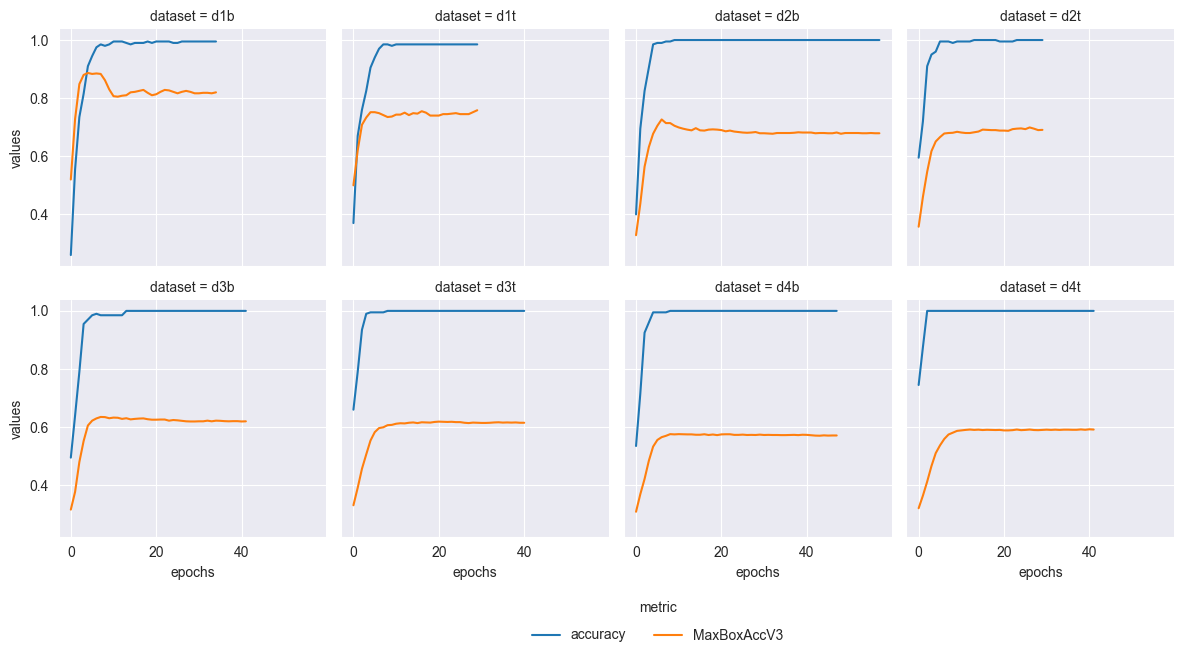 dataset = d1b
dataset = d1t
dataset = d2b
dataset = d2t
values
1.0
0.8
0.6
0.4
dataset = d3b
dataset = d3t
dataset = d4b
dataset = d4t
values
1.0
0.8
0.6
0.4
0 20 40
0 20 40
0 20 40
0 20 40
epochs
epochs
epochs
epochs
metric
accuracy MaxBoxAccV3